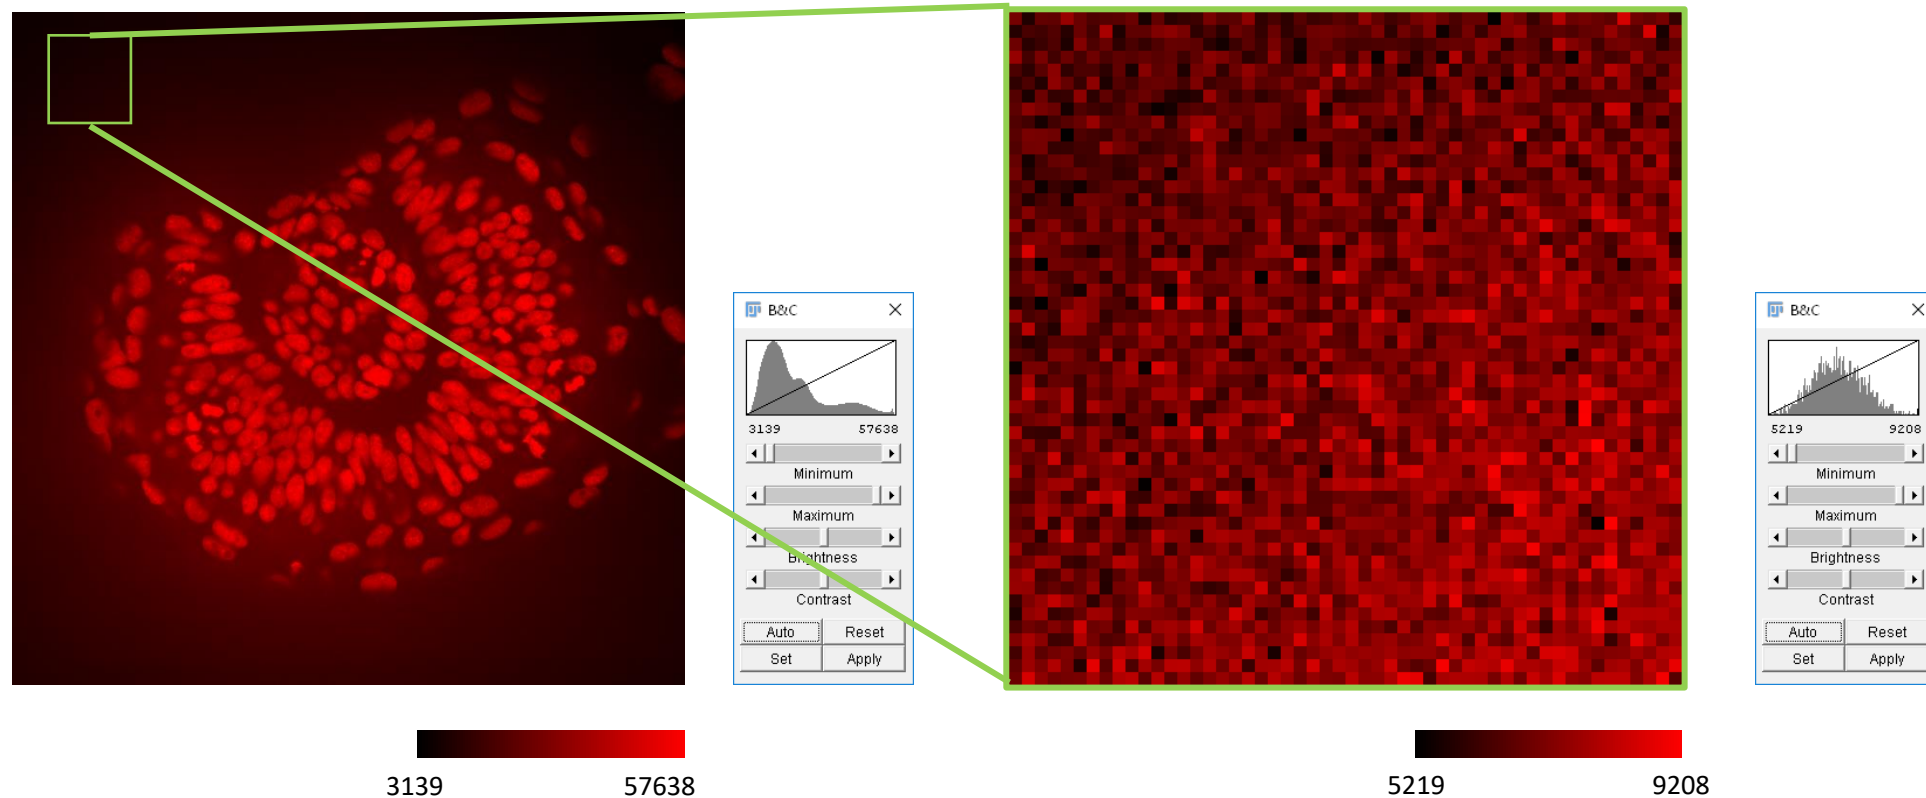 B&C
3139 57638
Minimum
Maximum
Brightness
Contrast
Auto Reset
Set Apply
3139 57638
B&C
5219 9208
Minimum
Maximum
Brightness
Contrast
Auto Reset
Set Apply
5219 9208